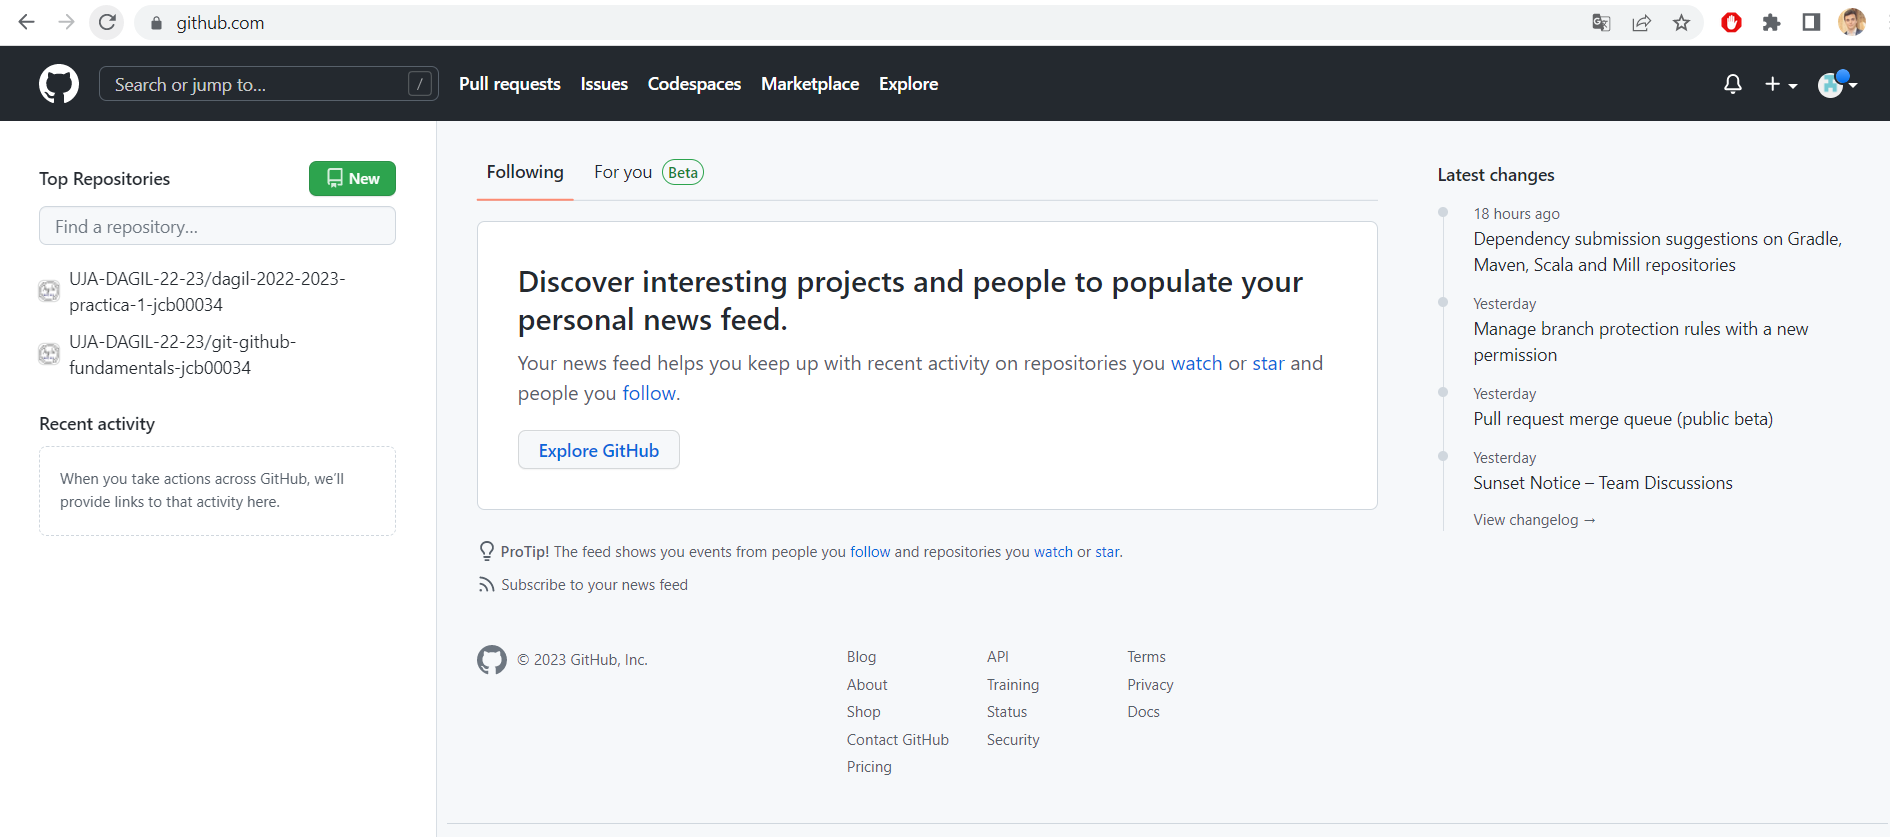 github.com
Search or jump to...
/
Pull requests
Issues
Codespaces
Marketplace
Explore
Top Repositories
New
Find a repository...
UJA-DAGIL-22-23/dagil-2022-2023-
practica-1-jcb00034
UJA-DAGIL-22-23/git-github-
fundamentals-jcb00034
Recent activity
When you take actions across GitHub, we'll
provide links to that activity here.
Following
For you
Beta
Discover interesting projects and people to populate your
personal news feed.
Your news feed helps you keep up with recent activity on repositories you watch or star and
people you follow.
Explore GitHub
ProTip! The feed shows you events from people you follow and repositories you watch or star.
Subscribe to your news feed
© 2023 GitHub, Inc.
Blog
About
Shop
Contact GitHub
Pricing
API
Training
Status
Security
Terms
Privacy
Docs
Latest changes
18 hours ago
Dependency submission suggestions on Gradle,
Maven, Scala and Mill repositories
Yesterday
Manage branch protection rules with a new
permission
Yesterday
Pull request merge queue (public beta)
Yesterday
Sunset Notice – Team Discussions
View changelog →